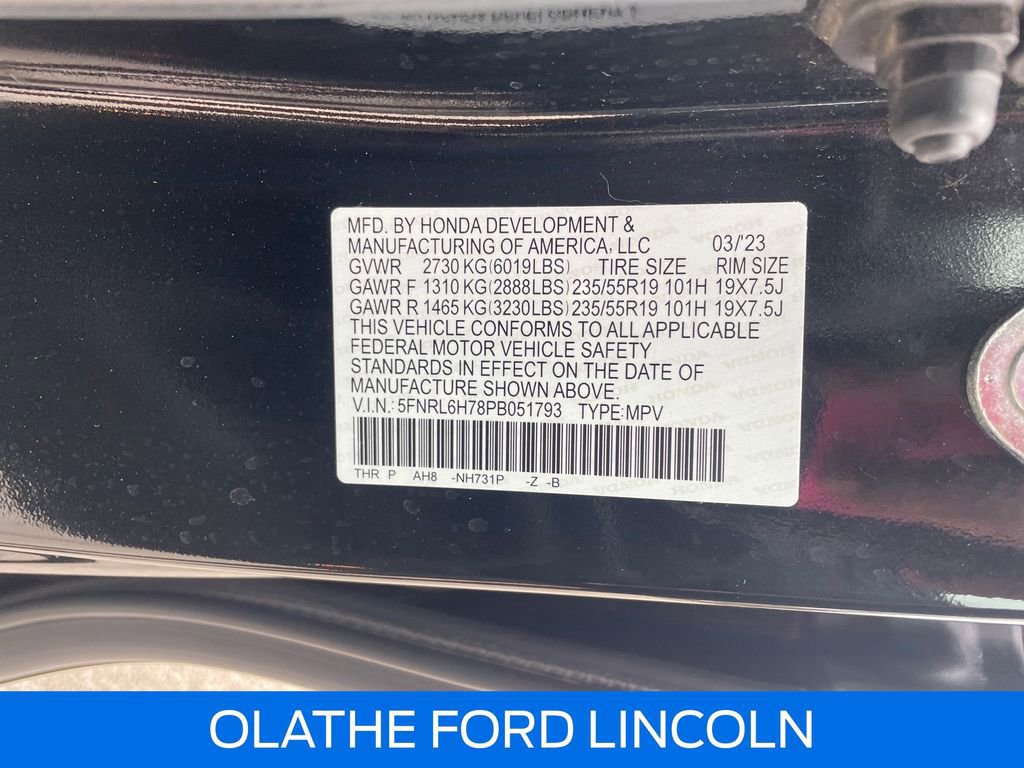 MFD. BY HONDA DEVELOPMENT &
MANUFACTURING OF AMERICA, LLC 03/'23
GVWR 2730 KG(6019LBS) TIRE SIZE RIM SIZE
GAWR F 1310 KG(2888LBS) 235/55R19 101H 19X7.5J
GAWR R 1465 KG(3230LBS) 235/55R19 101H 19X7.5J
THIS VEHICLE CONFORMS TO ALL APPLICABLE
FEDERAL MOTOR VEHICLE SAFETY
STANDARDS IN EFFECT ON THE DATE OF
MANUFACTURE SHOWN ABOVE.
V.I.N.: 5FNRL6H78PB051793 TYPE:MPV
THR P AH8 -NH731P -Z -B
OLATHE FORD LINCOLN